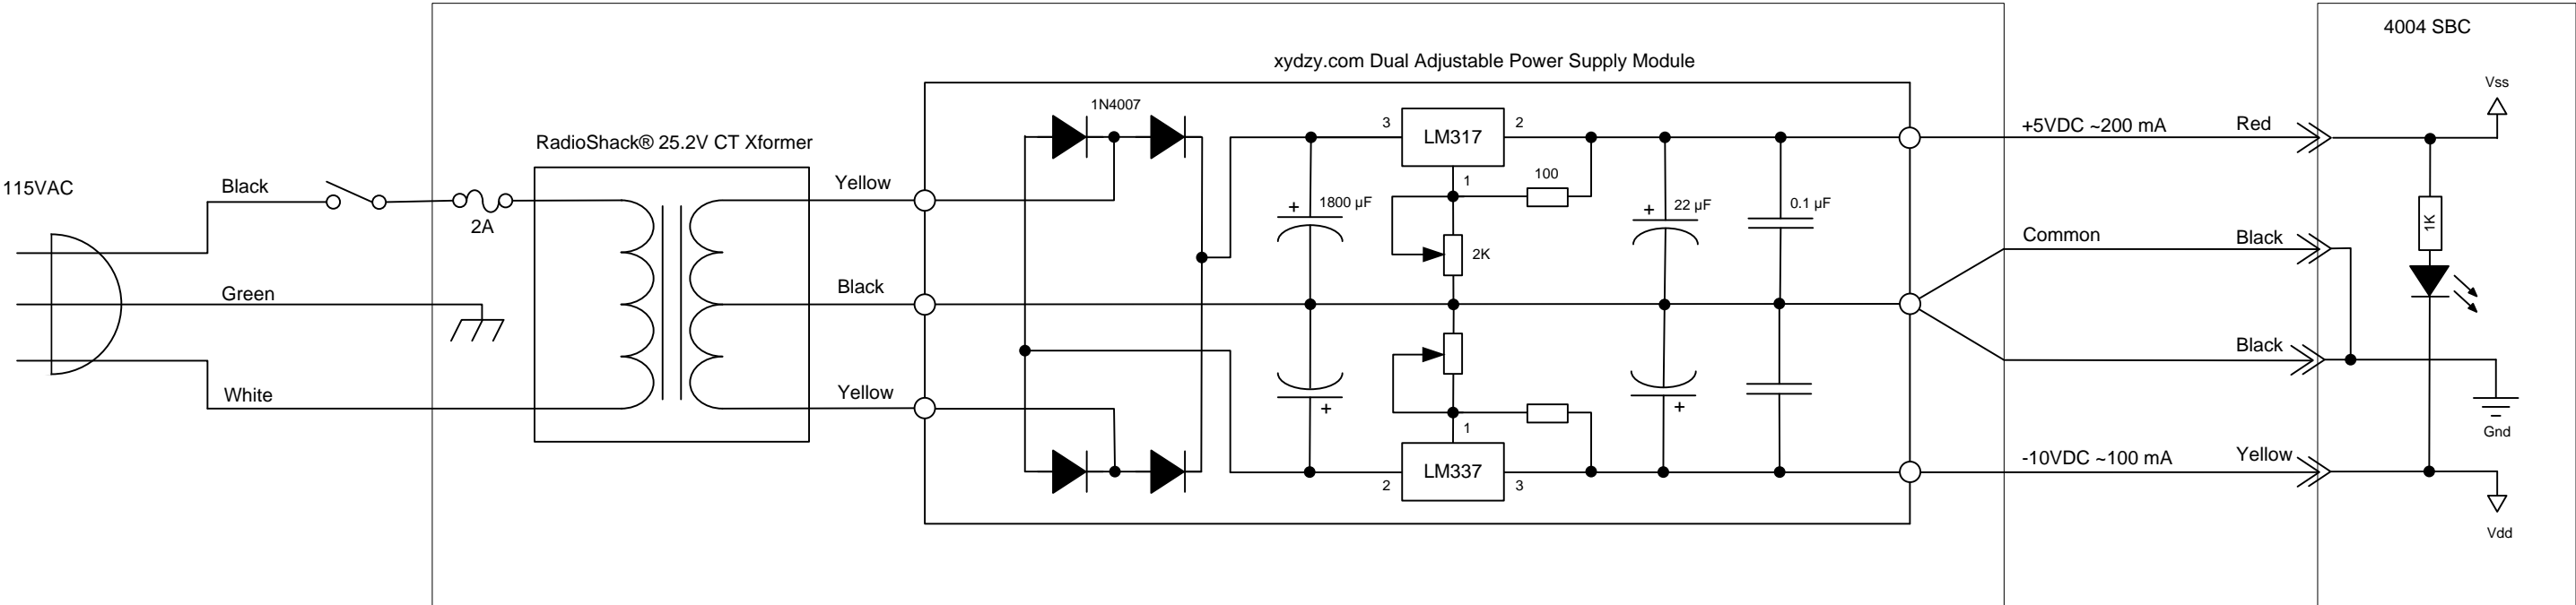 4004 SBC
xydzy.com Dual Adjustable Power Supply Module
Vss
1N4007
RadioShack® 25.2V CT Xformer
3
LM317
2
+5VDC ~200 mA
Red
115VAC
Black
Yellow
1
100
2A
+
1800 µF
+
22 µF
0.1 µF
1K
2K
Common
Black
Green
Black
Black
White
Yellow
+
+
1
Gnd
2
LM337
3
-10VDC ~100 mA
Yellow
Vdd